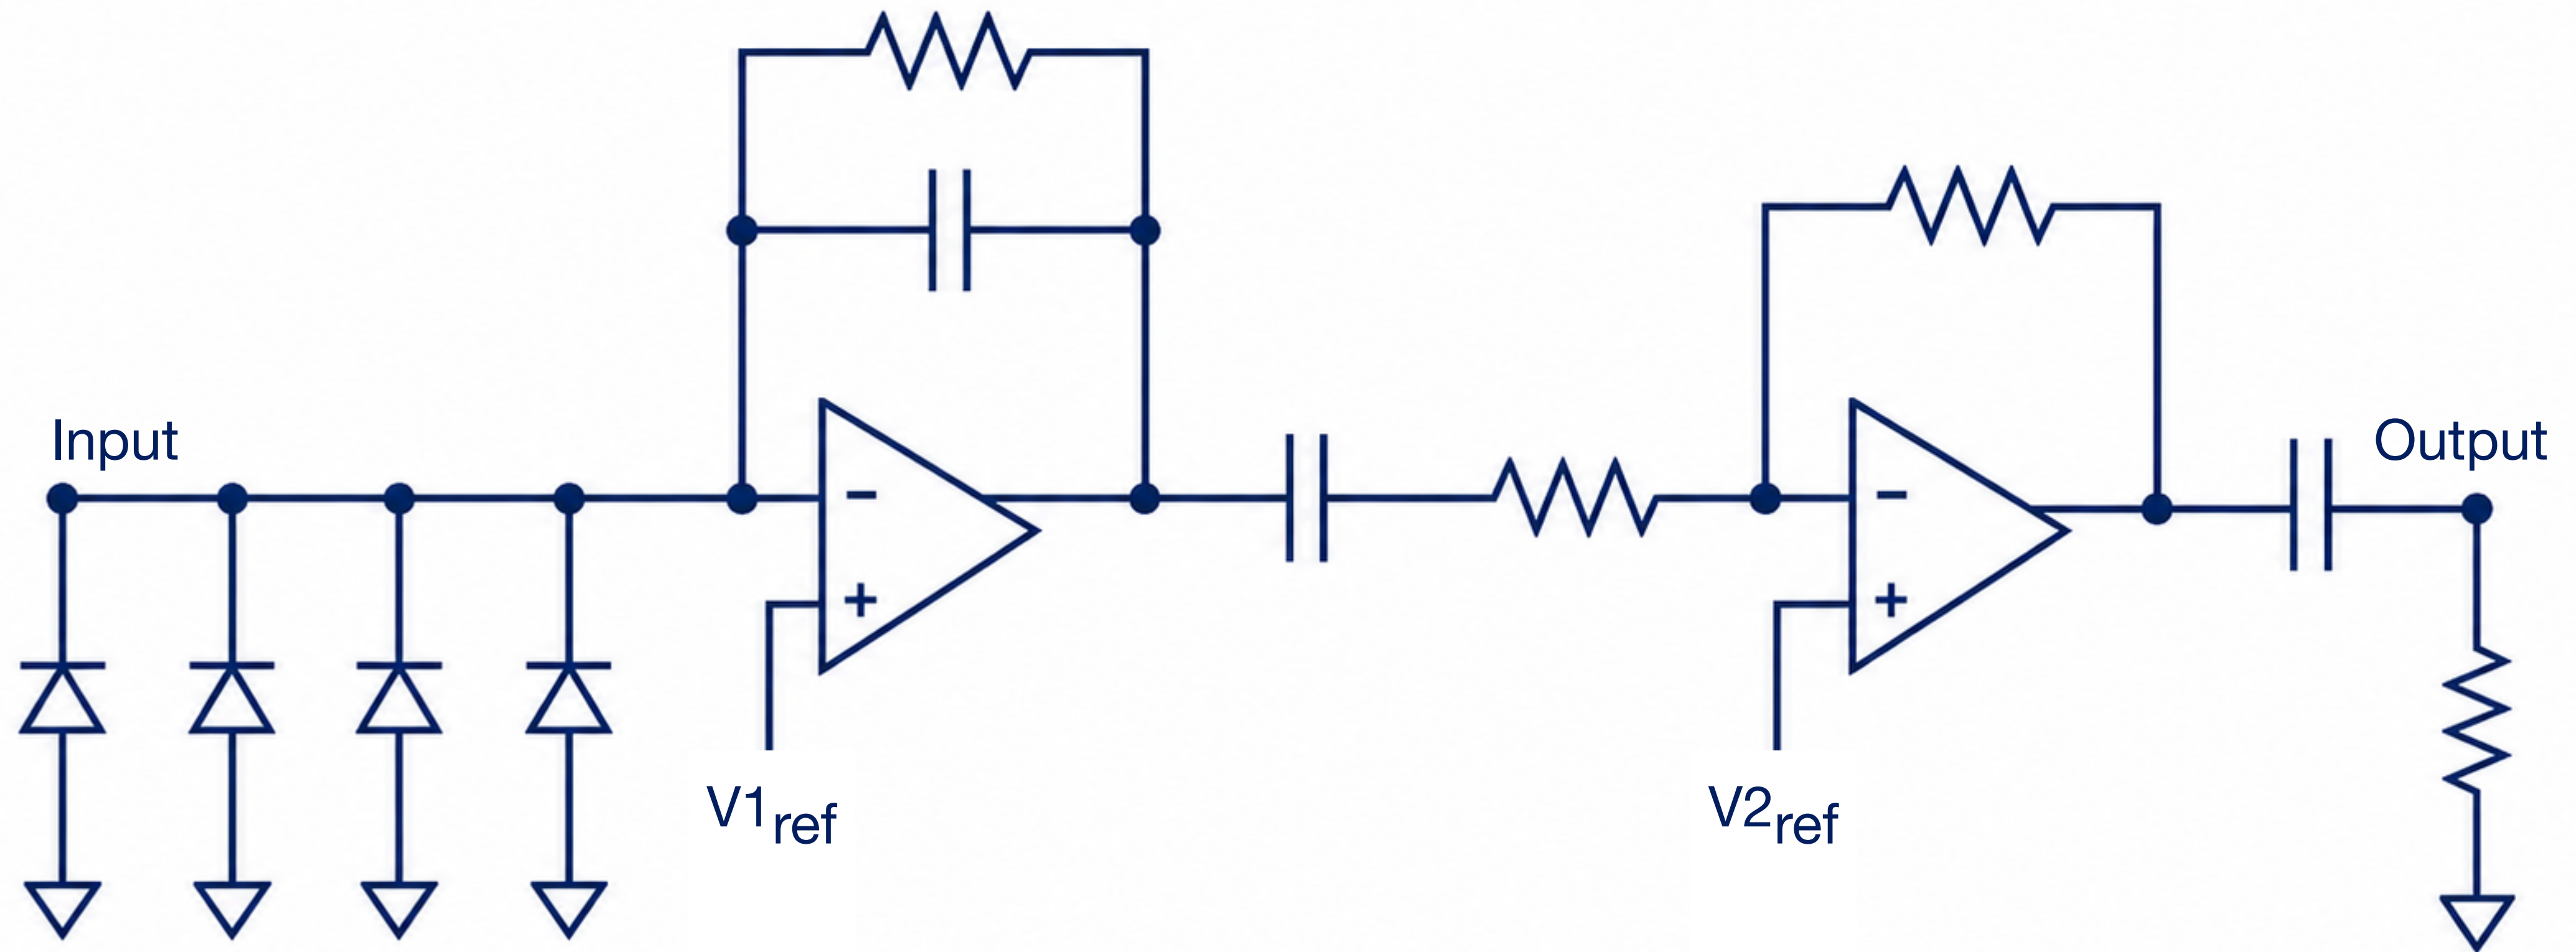 Input
Output
−
+
−
+
V1ref
V2ref